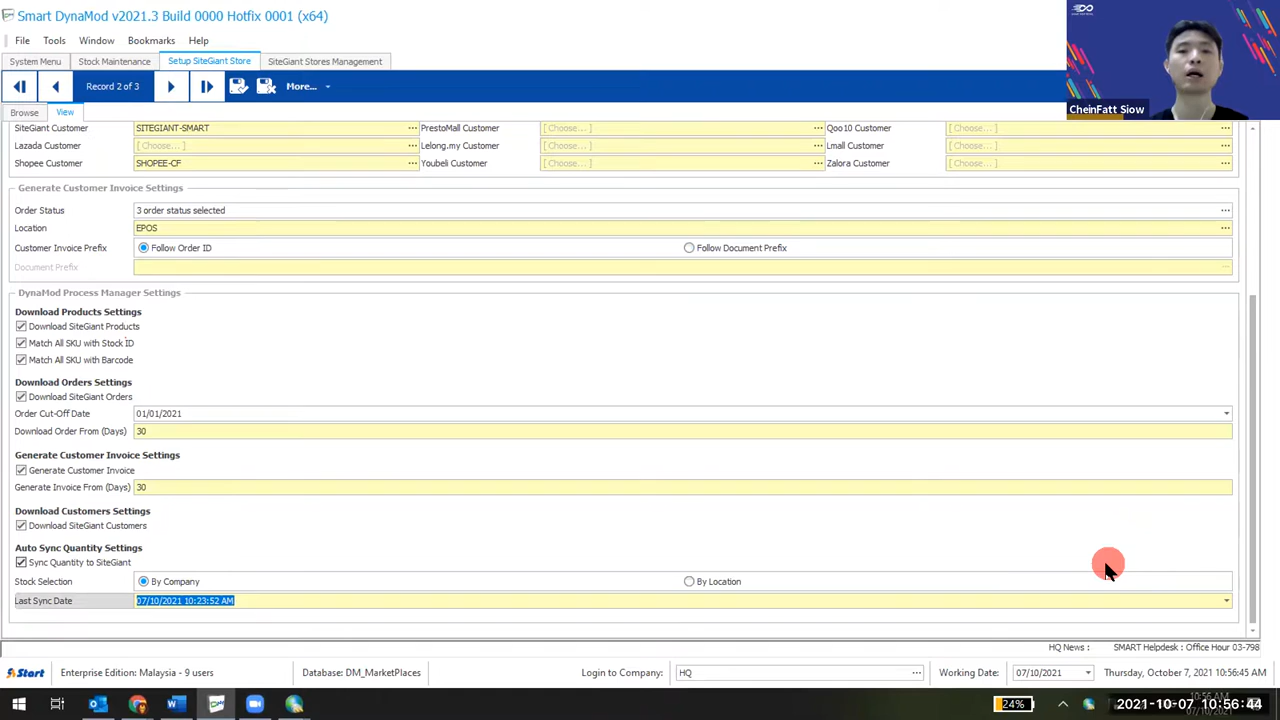 Smart DynaMod v2021.3 Build 0000 Hotfix 0001 (x64)
File Tools Window Bookmarks Help
System Menu Stock Maintenance Setup SiteGiant Store SiteGiant Stores Management
Record 2 of 3 More...
CheinFatt Siow
Browse View
SiteGiant Customer SITEGIANT-SMART PrestoMall Customer [ Choose... ] Qoo10 Customer [ Choose... ]
Lazada Customer [ Choose... ] Lelong.my Customer [ Choose... ] Lmall Customer [ Choose... ]
Shopee Customer SHOPEE-CF Youbeli Customer [ Choose... ] Zalora Customer [ Choose... ]
Generate Customer Invoice Settings
Order Status 3 order status selected
Location EPOS
Customer Invoice Prefix Follow Order ID Follow Document Prefix
Document Prefix
DynaMod Process Manager Settings
Download Products Settings
Download SiteGiant Products
Match All SKU with Stock ID
Match All SKU with Barcode
Download Orders Settings
Download SiteGiant Orders
Order Cut-Off Date 01/01/2021
Download Order From (Days) 30
Generate Customer Invoice Settings
Generate Customer Invoice
Generate Invoice From (Days) 30
Download Customers Settings
Download SiteGiant Customers
Auto Sync Quantity Settings
Sync Quantity to SiteGiant
Stock Selection By Company By Location
Last Sync Date 07/10/2021 10:23:52 AM
HQ News : SMART Helpdesk : Office Hour 03-798
Start Enterprise Edition: Malaysia - 9 users Database: DM_MarketPlaces Login to Company: HQ Working Date: 07/10/2021 Thursday, October 7, 2021 10:56:45 AM
24% 2021-10-07 10:56:44